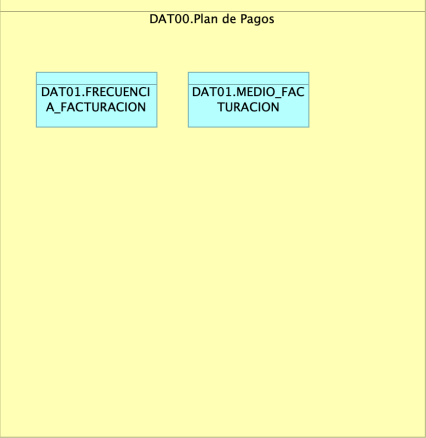 DAT00.Plan de Pagos
DAT01.FRECUENCI
A_FACTURACION
DAT01.MEDIO_FAC
TURACION